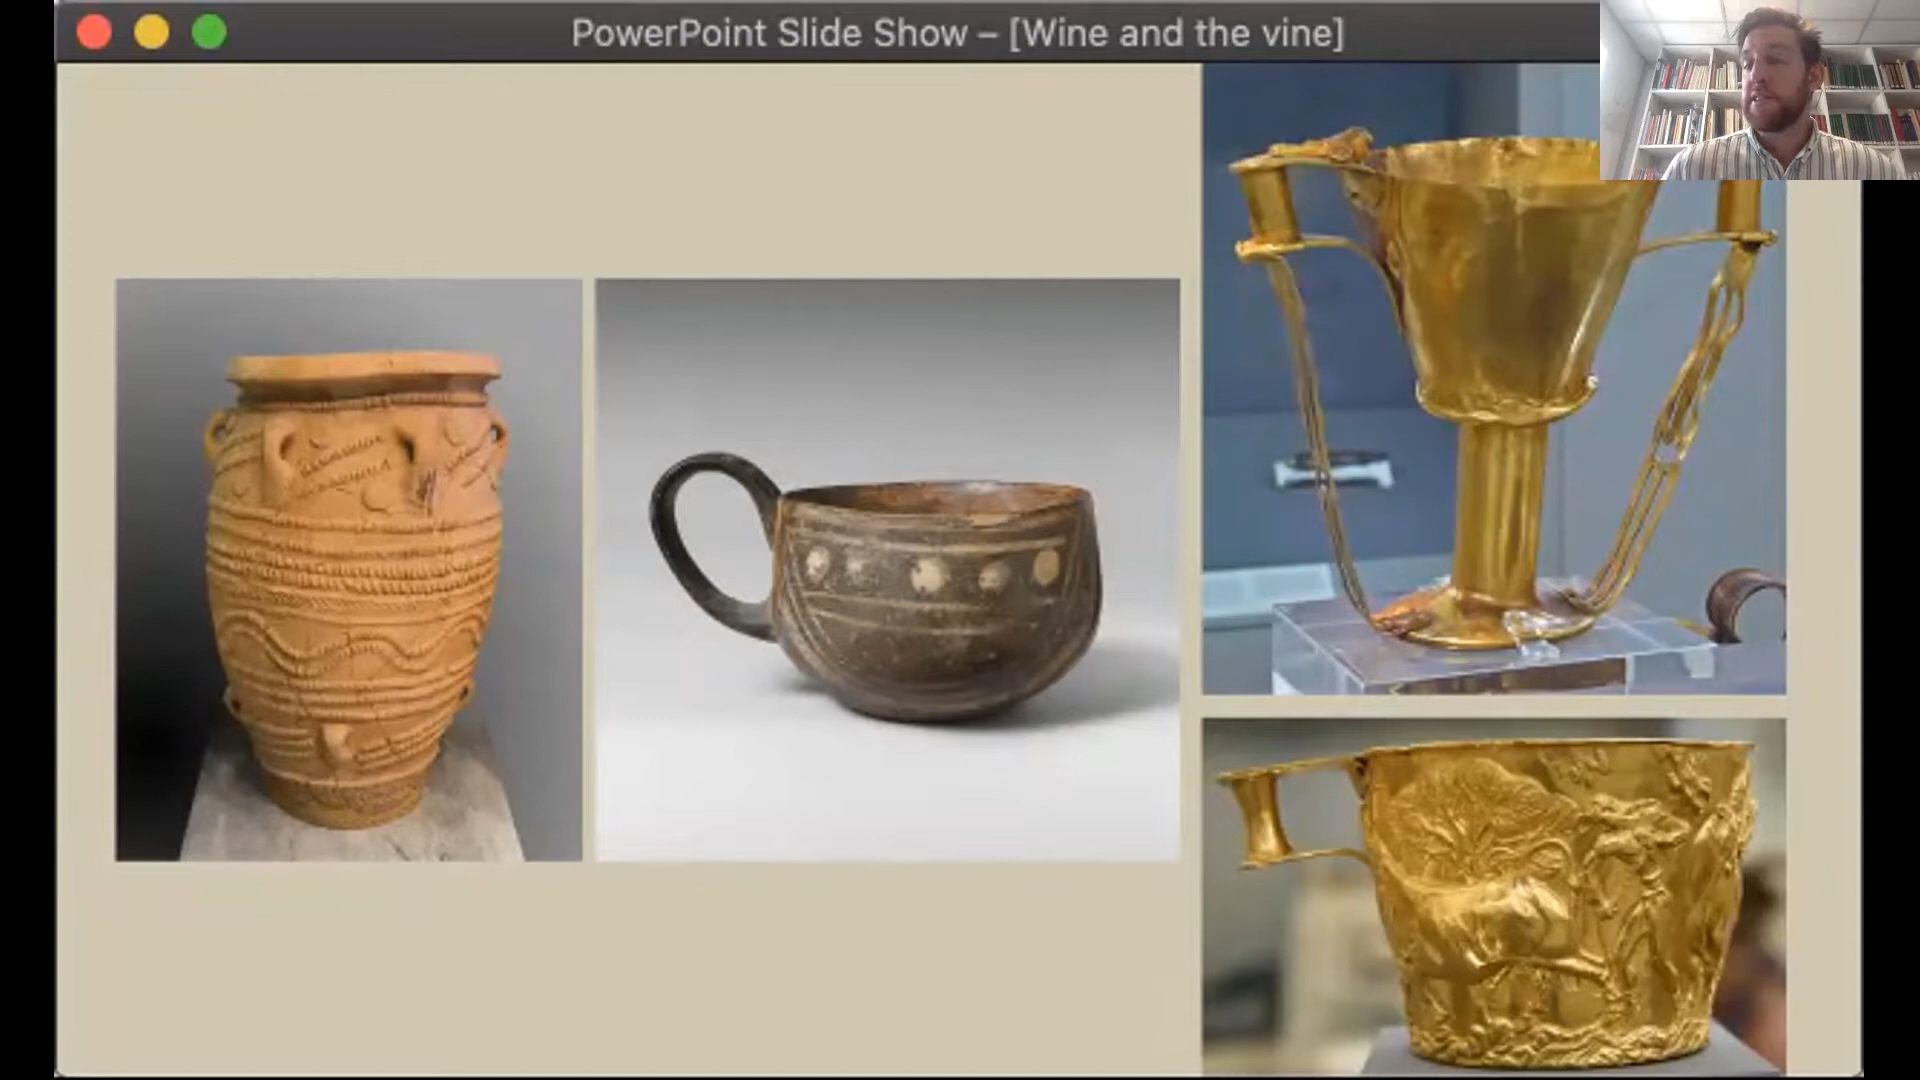 PowerPoint Slide Show – [Wine and the vine]